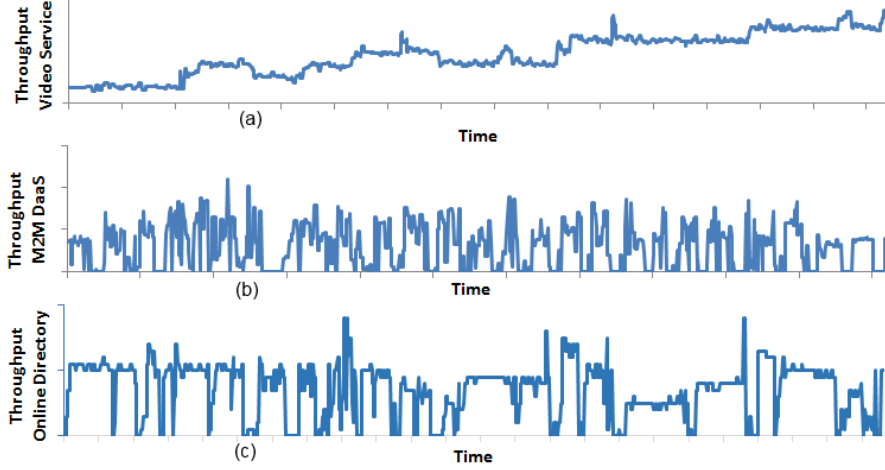 Throughput
Video Service
(a)
Time
Throughput
M2M DaaS
(b)
Time
Throughput
Online Directory
(c)
Time